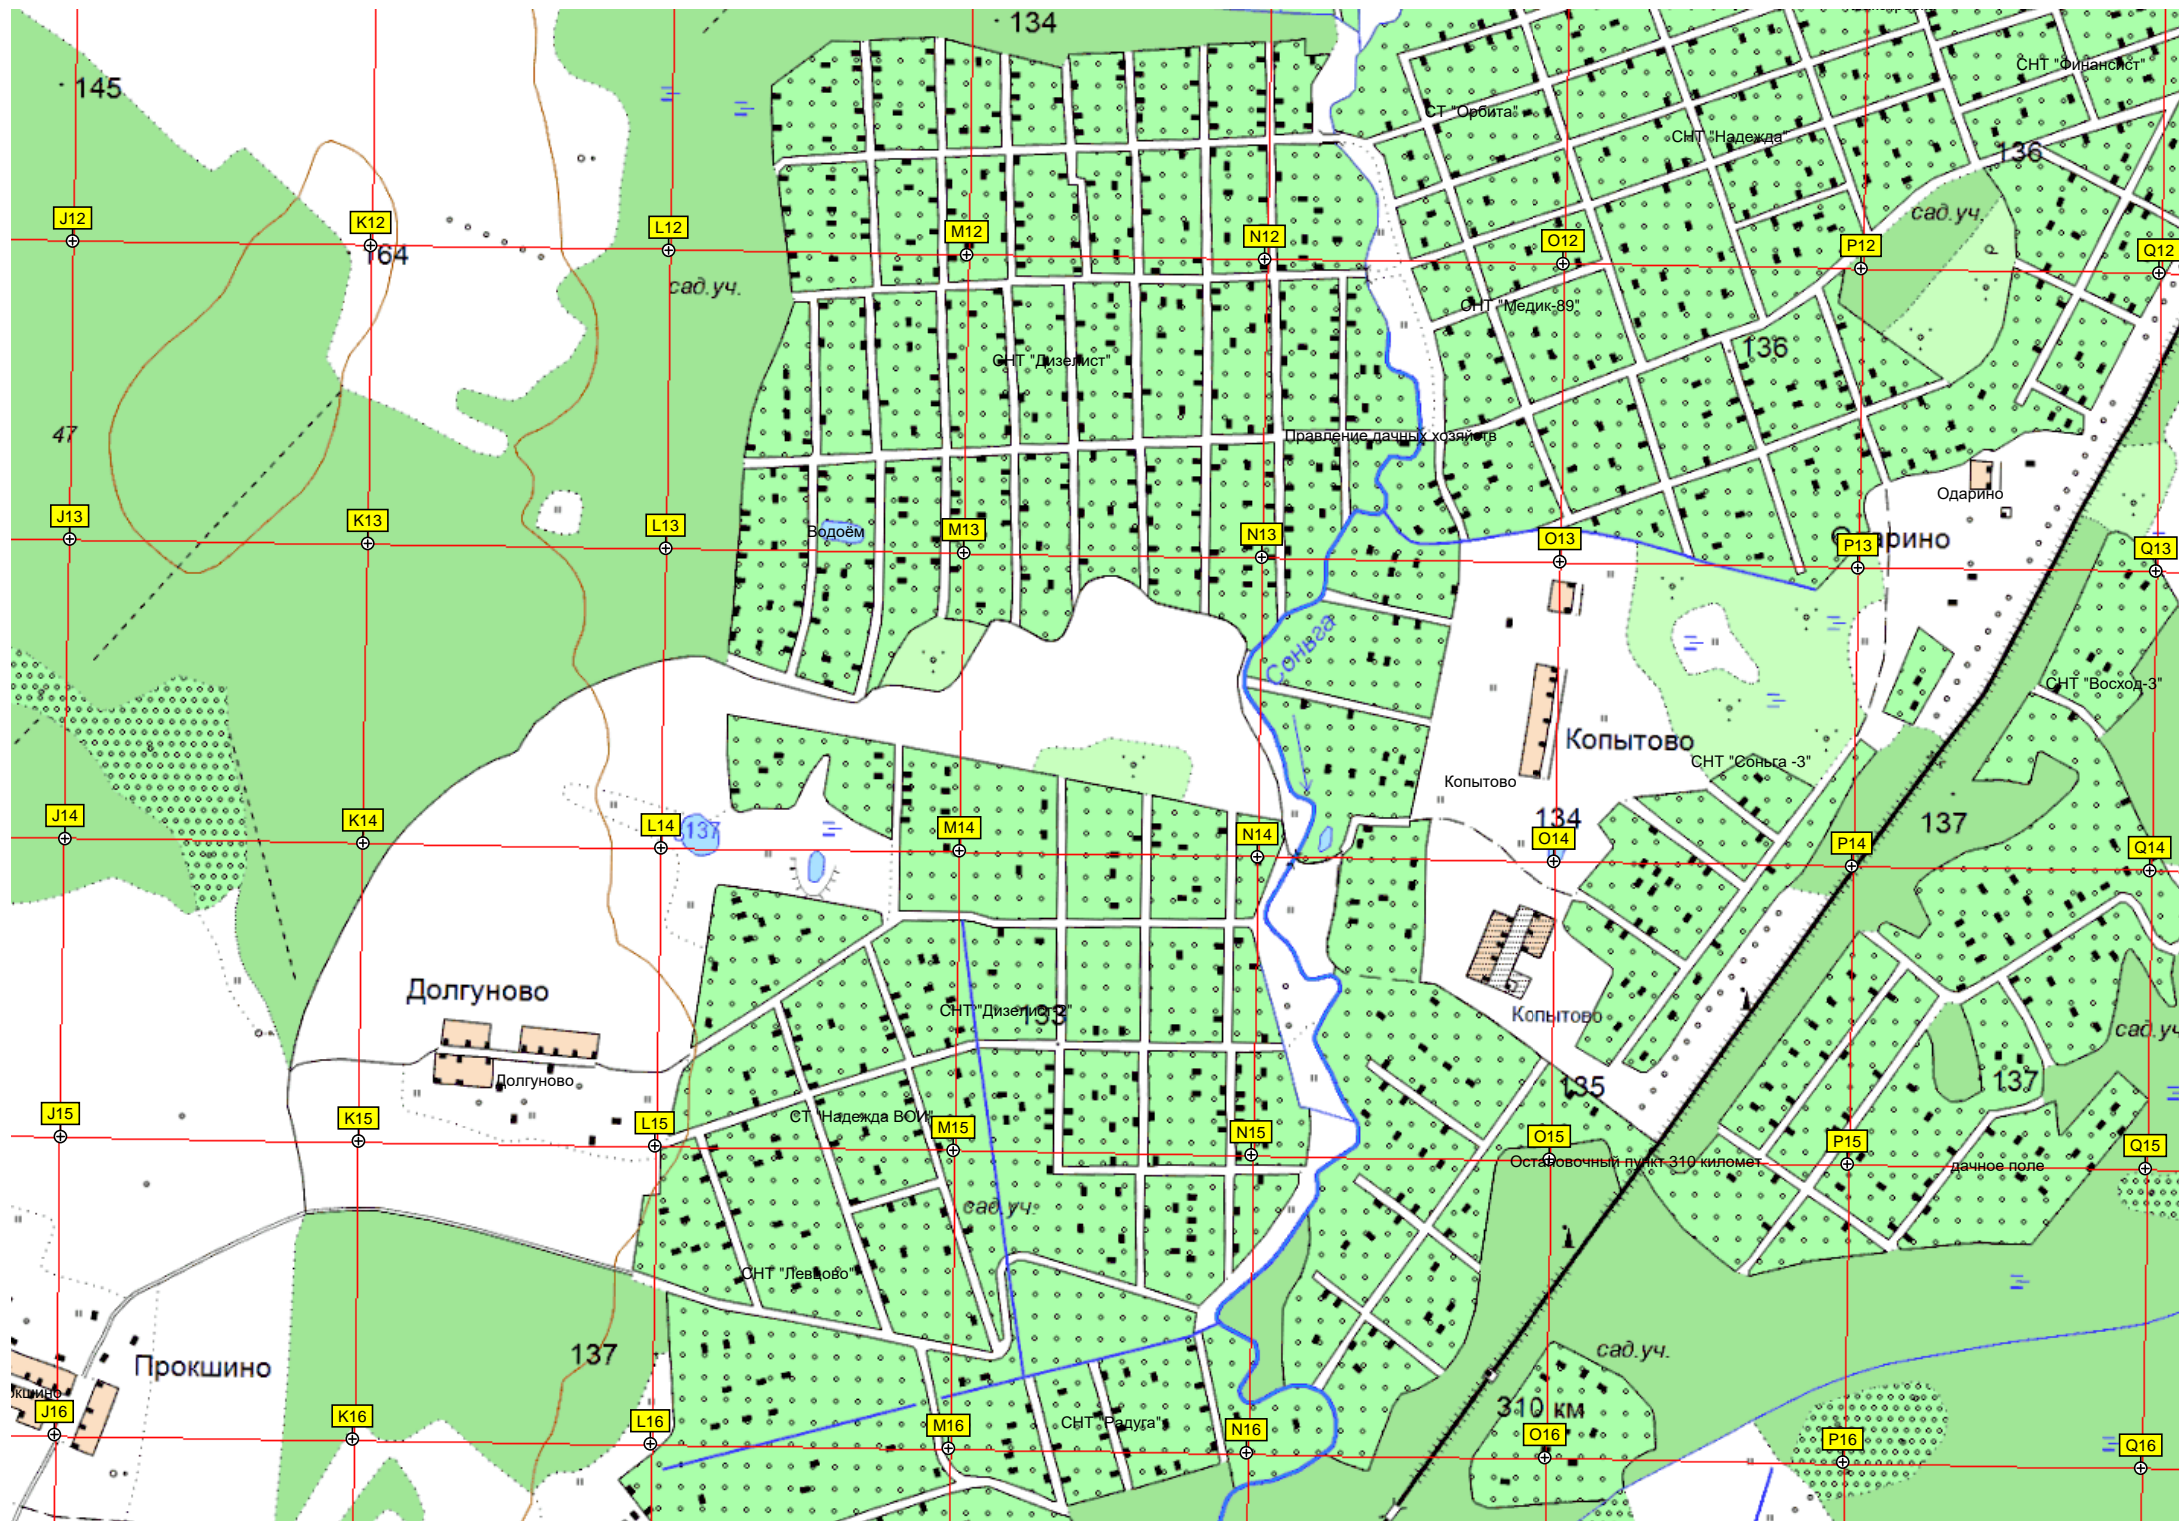 134
145
СНТ "Финансист"
СТ "Орбита"
СНТ "Надежда"
136
сад.уч.
J12
K12
L12
M12
N12
O12
P12
Q12
164
сад.уч.
СНТ "Медик-89"
136
СНТ "Дизелист"
47
Правление дачных хозяйств
Одарино
J13
K13
L13
Водоём
M13
N13
O13
P13
Q13
Соньга
СНТ "Восход-3"
Копытово
СНТ "Соньга -3"
Копытово
134
137
137
J14
K14
L14
M14
N14
O14
P14
Q14
Долгуново
СНТ "Дизелист-2"
133
Копытово
сад.уч
Долгуново
135
137
СТ "Надежда ВОИ"
J15
K15
L15
M15
N15
O15
P15
Q15
Остановочный пункт 310 километ
дачное поле
сад.уч.
СНТ "Левцово"
137
Прокшино
сад.уч.
кшино
310 км
J16
K16
L16
M16
СНТ "Радуга"
N16
O16
P16
Q16